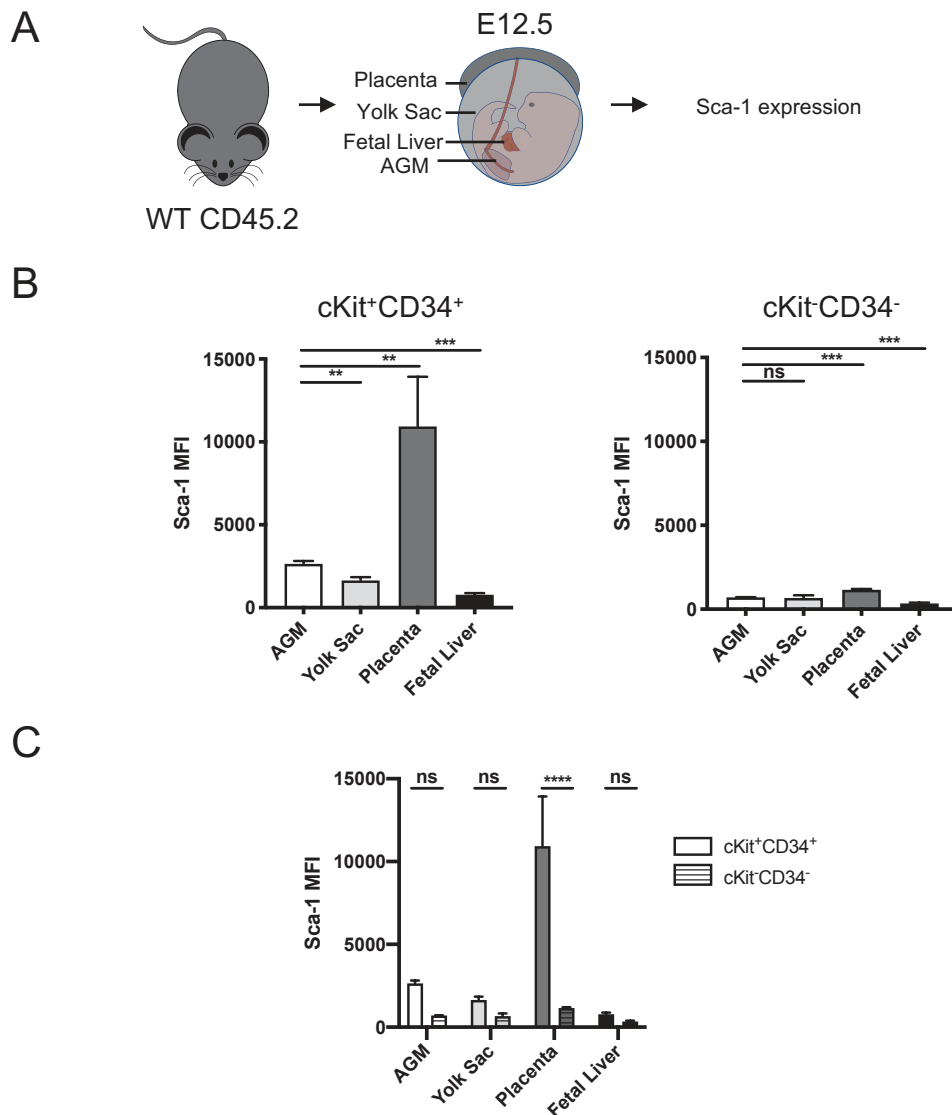 A
E12.5
Placenta
Yolk Sac
Fetal Liver
AGM
Sca-1 expression
WT CD45.2
B
cKit⁺CD34⁺
***
**
**
15000
10000
5000
0
Sca-1 MFI
AGM
Yolk Sac
Placenta
Fetal Liver
cKit⁻CD34⁻
***
***
ns
15000
10000
5000
0
Sca-1 MFI
AGM
Yolk Sac
Placenta
Fetal Liver
C
ns
ns
****
ns
15000
10000
5000
0
Sca-1 MFI
AGM
Yolk Sac
Placenta
Fetal Liver
cKit⁺CD34⁺
cKit⁻CD34⁻